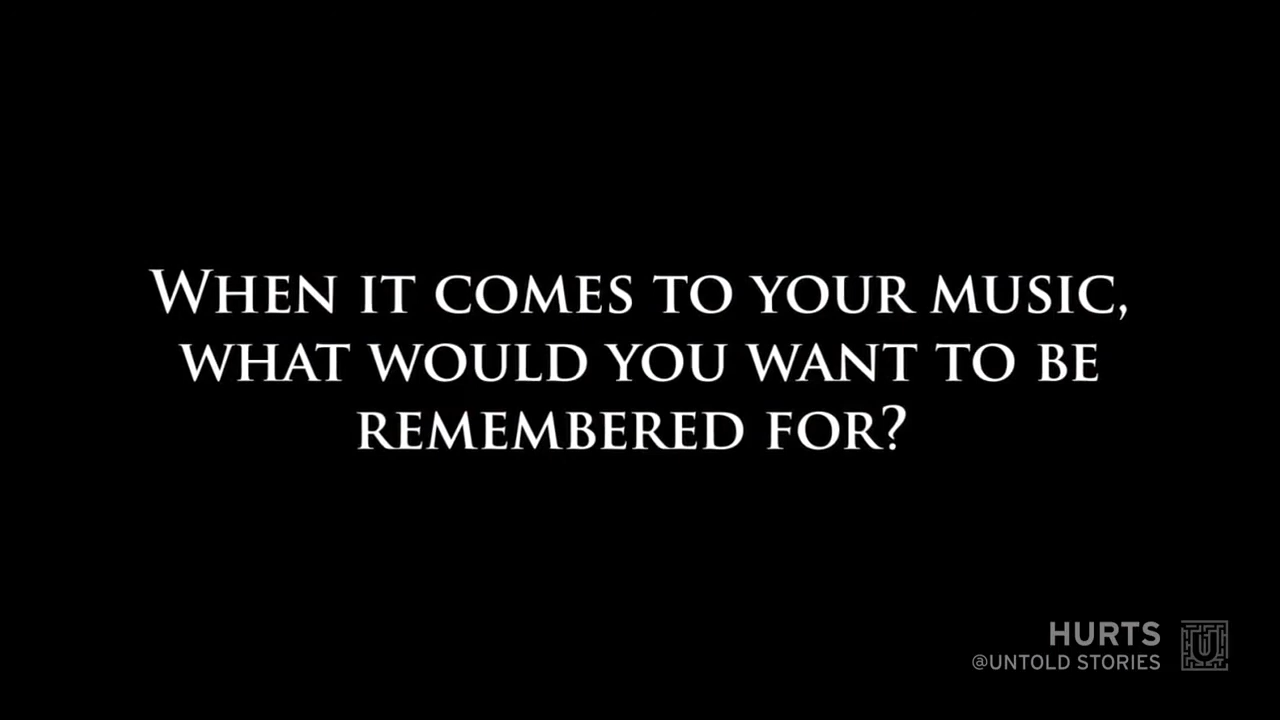 WHEN IT COMES TO YOUR MUSIC,
WHAT WOULD YOU WANT TO BE
REMEMBERED FOR?
HURTS
@UNTOLD STORIES